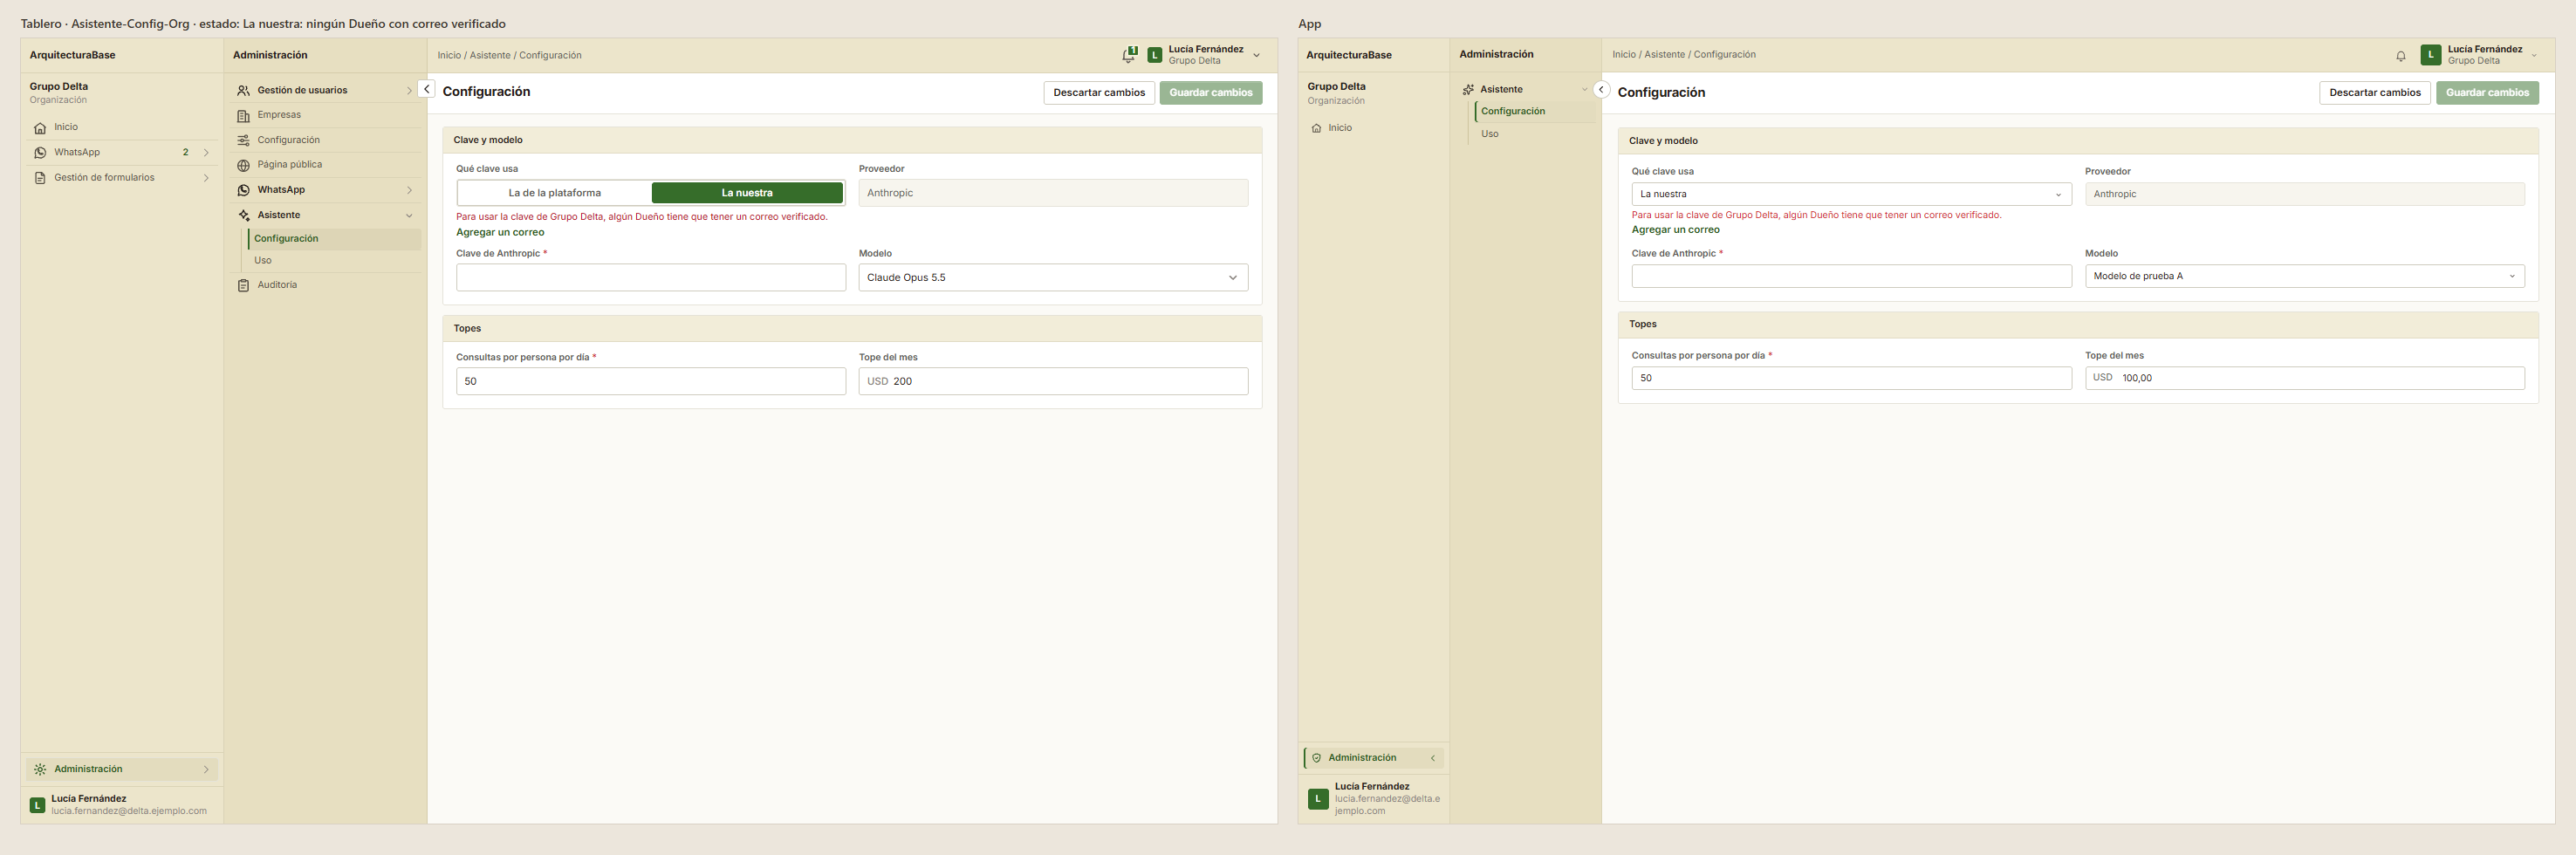 Tablero · Asistente-Config-Org · estado: La nuestra: ningún Dueño con correo verificado
ArquitecturaBase
Grupo Delta
Organización
Inicio
WhatsApp 2
Gestión de formularios
Administración
Lucía Fernández
lucia.fernandez@delta.ejemplo.com
Administración
Gestión de usuarios
Empresas
Configuración
Página pública
WhatsApp
Asistente
Configuración
Uso
Auditoría
Inicio / Asistente / Configuración
1
L
Lucía Fernández
Grupo Delta
Configuración
Descartar cambios
Guardar cambios
Clave y modelo
Qué clave usa
La de la plataforma
La nuestra
Proveedor
Anthropic
Para usar la clave de Grupo Delta, algún Dueño tiene que tener un correo verificado.
Agregar un correo
Clave de Anthropic *
Modelo
Claude Opus 5.5
Topes
Consultas por persona por día *
50
Tope del mes
USD 200
L
App
ArquitecturaBase
Grupo Delta
Organización
Inicio
Administración
L
Lucía Fernández
lucia.fernandez@delta.e
jemplo.com
Administración
Asistente
Configuración
Uso
Inicio / Asistente / Configuración
L
Lucía Fernández
Grupo Delta
Configuración
Descartar cambios
Guardar cambios
Clave y modelo
Qué clave usa
La nuestra
Proveedor
Anthropic
Para usar la clave de Grupo Delta, algún Dueño tiene que tener un correo verificado.
Agregar un correo
Clave de Anthropic *
Modelo
Modelo de prueba A
Topes
Consultas por persona por día *
50
Tope del mes
USD 100,00